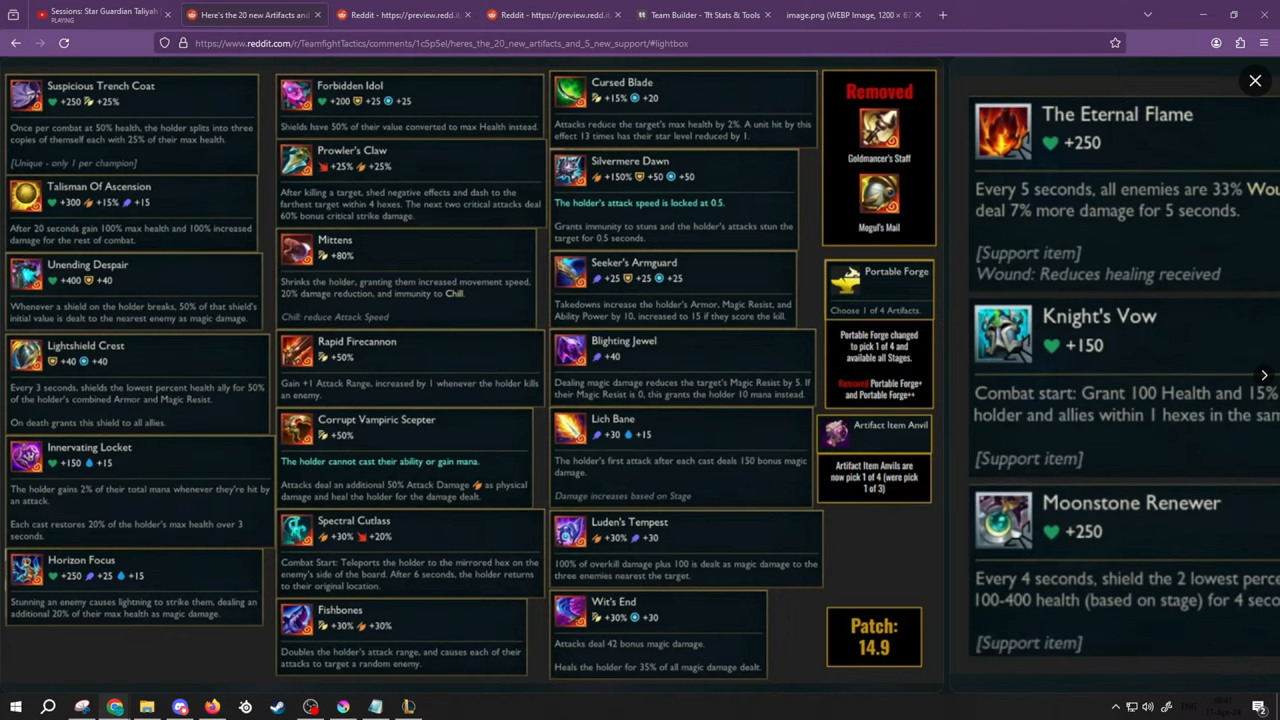 Sessions: Star Guardian Taliyah
PLAYING
Here's the 20 new Artifacts and
Reddit - https://preview.redd.i
Reddit - https://preview.redd.i
Team Builder - Tft Stats & Tools
image.png (WEBP Image, 1200 × 67
https://www.reddit.com/r/TeamfightTactics/comments/1c5p5el/heres_the_20_new_artifacts_and_5_new_support/#lightbox
Suspicious Trench Coat
+250 +25%
Once per combat at 50% health, the holder splits into three
copies of themself each with 25% of their max health.
[Unique - only 1 per champion]
Talisman Of Ascension
+300 +15% +15
After 20 seconds gain 100% max health and 100% increased
damage for the rest of combat.
Unending Despair
+400 +40
Whenever a shield on the holder breaks, 50% of that shield's
initial value is dealt to the nearest enemy as magic damage.
Lightshield Crest
+40 +40
Every 3 seconds, shields the lowest percent health ally for 50%
of the holder's combined Armor and Magic Resist.
On death grants this shield to all allies.
Innervating Locket
+150 +15
The holder gains 2% of their total mana whenever they're hit by
an attack.
Each cast restores 20% of the holder's max health over 3
seconds.
Horizon Focus
+250 +25 +15
Stunning an enemy causes lightning to strike them, dealing an
additional 20% of their max health as magic damage.
Forbidden Idol
+200 +25 +25
Shields have 50% of their value converted to max Health instead.
Prowler's Claw
+25% +25%
After killing a target, shed negative effects and dash to the
farthest target within 4 hexes. The next two critical attacks deal
60% bonus critical strike damage.
Mittens
+80%
Shrinks the holder, granting them increased movement speed,
20% damage reduction, and immunity to Chill.
Chill: reduce Attack Speed
Rapid Firecannon
+50%
Gain +1 Attack Range, increased by 1 whenever the holder kills
an enemy.
Corrupt Vampiric Scepter
+50%
The holder cannot cast their ability or gain mana.
Attacks deal an additional 50% Attack Damage as physical
damage and heal the holder for the damage dealt.
Spectral Cutlass
+30% +20%
Combat Start: Teleports the holder to the mirrored hex on the
enemy's side of the board. After 6 seconds, the holder returns
to their original location.
Fishbones
+30% +30%
Doubles the holder's attack range, and causes each of their
attacks to target a random enemy.
Cursed Blade
+15% +20
Attacks reduce the target's max health by 2%. A unit hit by this
effect 13 times has their star level reduced by 1.
Silvermere Dawn
+150% +50 +50
The holder's attack speed is locked at 0.5.
Grants immunity to stuns and the holder's attacks stun the
target for 0.5 seconds.
Seeker's Armguard
+25 +25 +25
Takedowns increase the holder's Armor, Magic Resist, and
Ability Power by 10, increased to 15 if they score the kill.
Blighting Jewel
+40
Dealing magic damage reduces the target's Magic Resist by 5. If
their Magic Resist is 0, this grants the holder 10 mana instead.
Lich Bane
+30 +15
The holder's first attack after each cast deals 150 bonus magic
damage.
Damage increases based on Stage
Luden's Tempest
+30% +30
100% of overkill damage plus 100 is dealt as magic damage to
the three enemies nearest the target.
Wit's End
+30% +30
Attacks deal 42 bonus magic damage.
Heals the holder for 35% of all magic damage dealt.
Removed
Goldmancer's Staff
Mogul's Mail
Portable Forge
Choose 1 of 4 Artifacts.
Portable Forge changed
to pick 1 of 4 and
available all Stages.
Removed Portable Forge+
and Portable Forge++
Artifact Item Anvil
Artifact Item Anvils are
now pick 1 of 4 (were pick
1 of 3)
Patch:
14.9
The Eternal Flame
+250
Every 5 seconds, all enemies are 33% Wou
deal 7% more damage for 5 seconds.
[Support item]
Wound: Reduces healing received
Knight's Vow
+150
Combat start: Grant 100 Health and 15%
holder and allies within 1 hexes in the sam
[Support item]
Moonstone Renewer
+250
Every 4 seconds, shield the 2 lowest perce
100-400 health (based on stage) for 4 seco
[Support item]
ENG